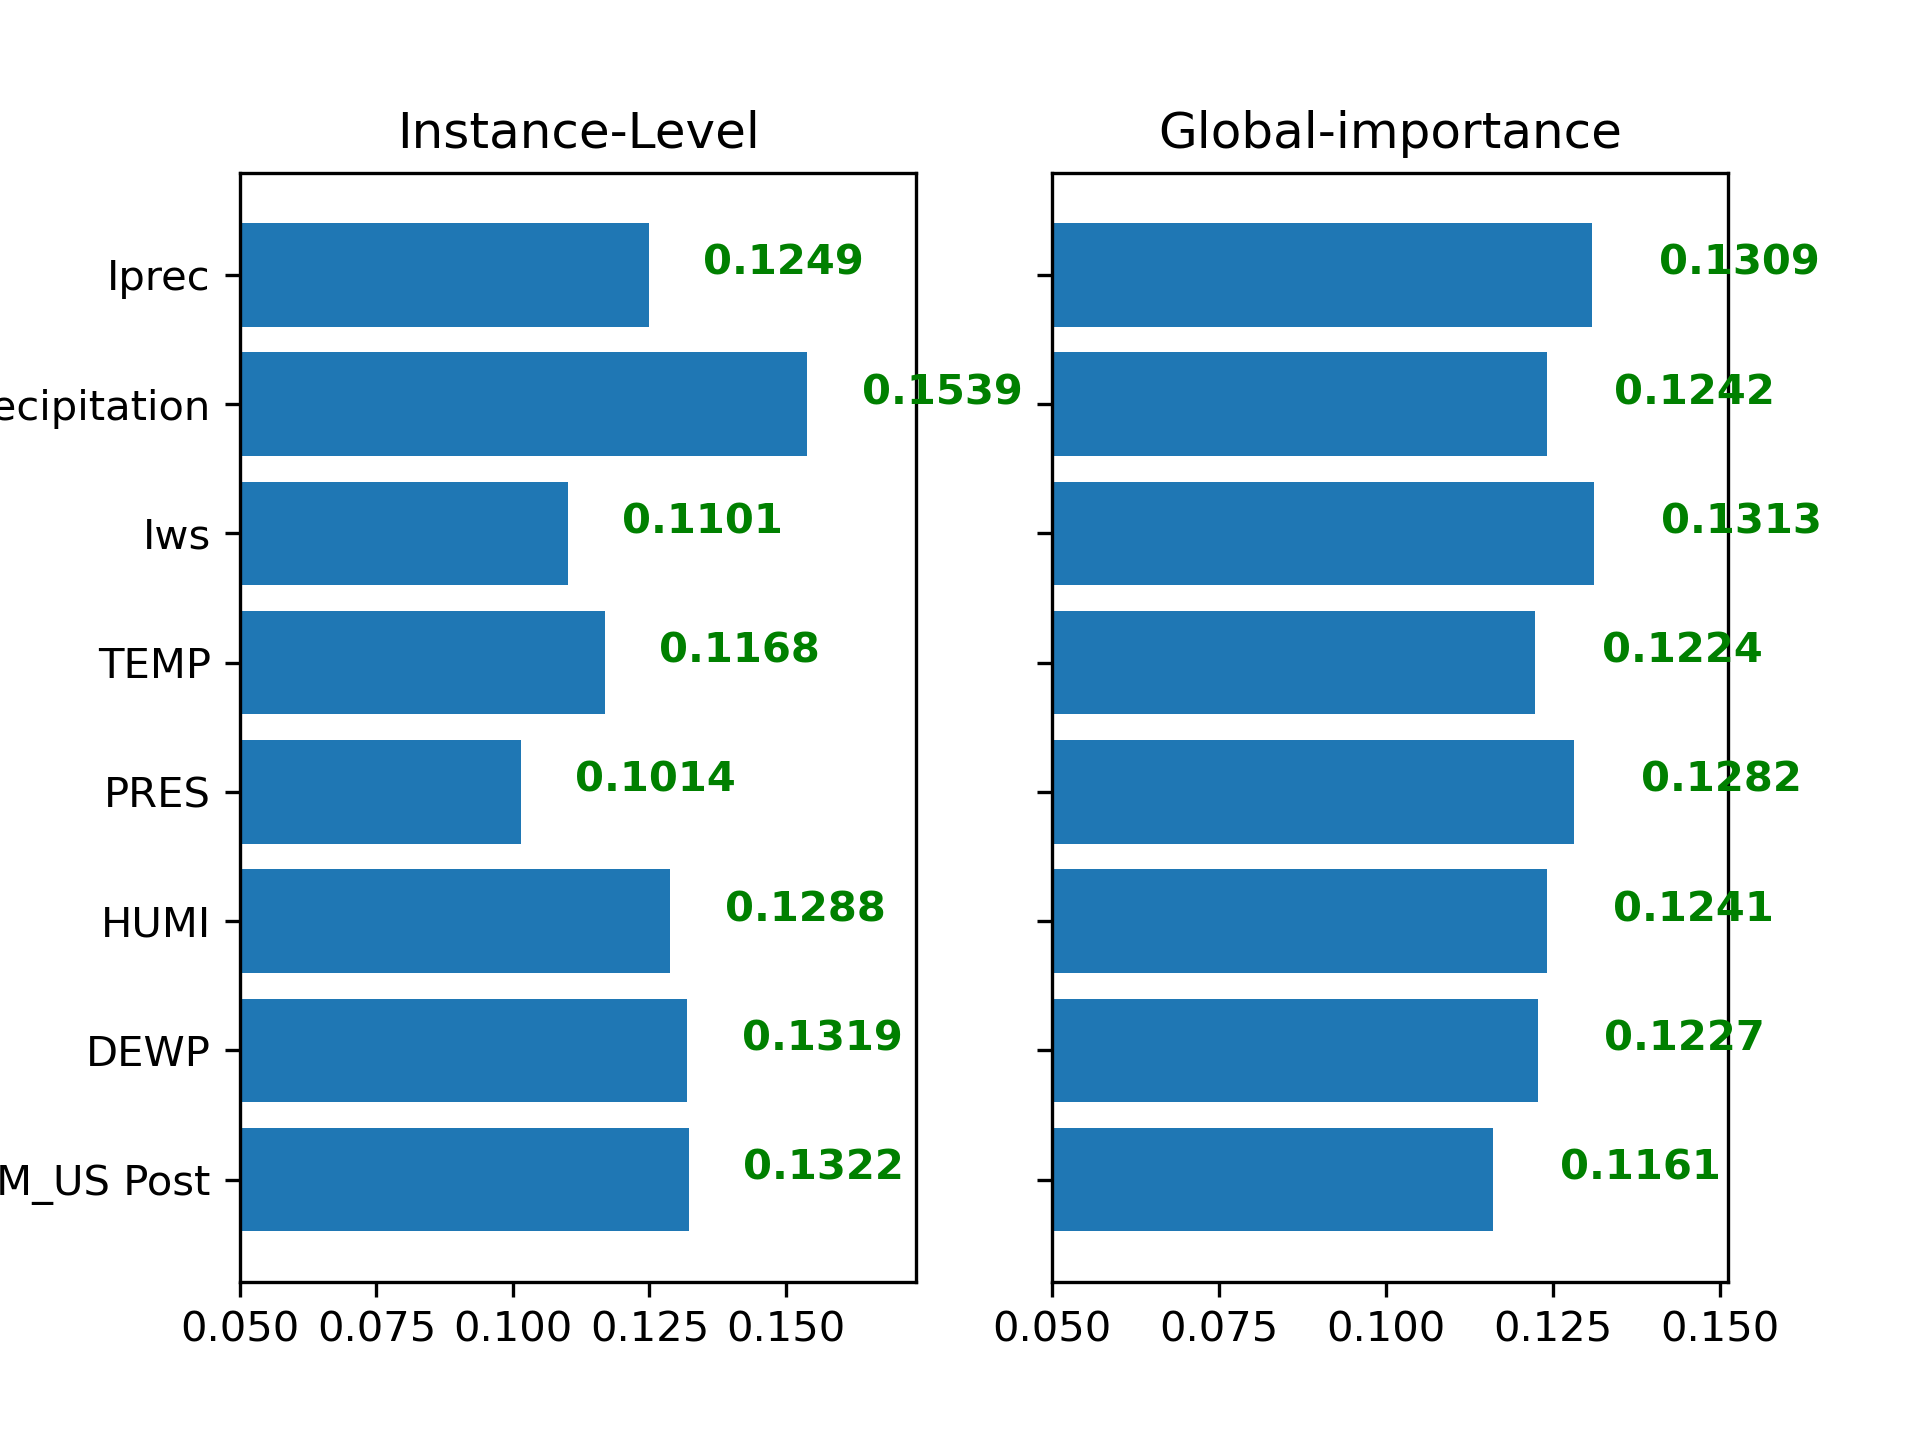 Instance-Level Global-importance
Iprec 0.1249 0.1309
ecipitation 0.1539 0.1242
Iws 0.1101 0.1313
TEMP 0.1168 0.1224
PRES 0.1014 0.1282
HUMI 0.1288 0.1241
DEWP 0.1319 0.1227
M_US Post 0.1322 0.1161
0.050 0.075 0.100 0.125 0.150 0.050 0.075 0.100 0.125 0.150